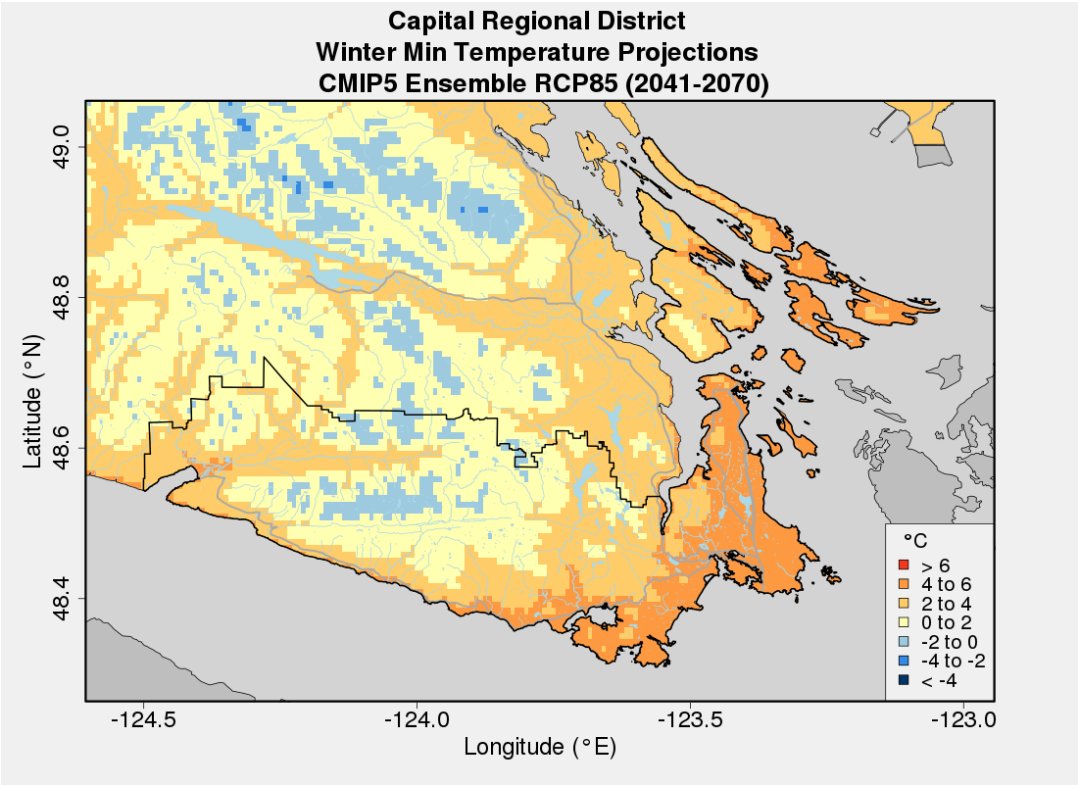 Capital Regional District
Winter Min Temperature Projections
CMIP5 Ensemble RCP85 (2041-2070)
Latitude (°N)
49.0
48.8
48.6
48.4
°C
> 6
4 to 6
2 to 4
0 to 2
-2 to 0
-4 to -2
< -4
-124.5
-124.0
-123.5
-123.0
Longitude (°E)